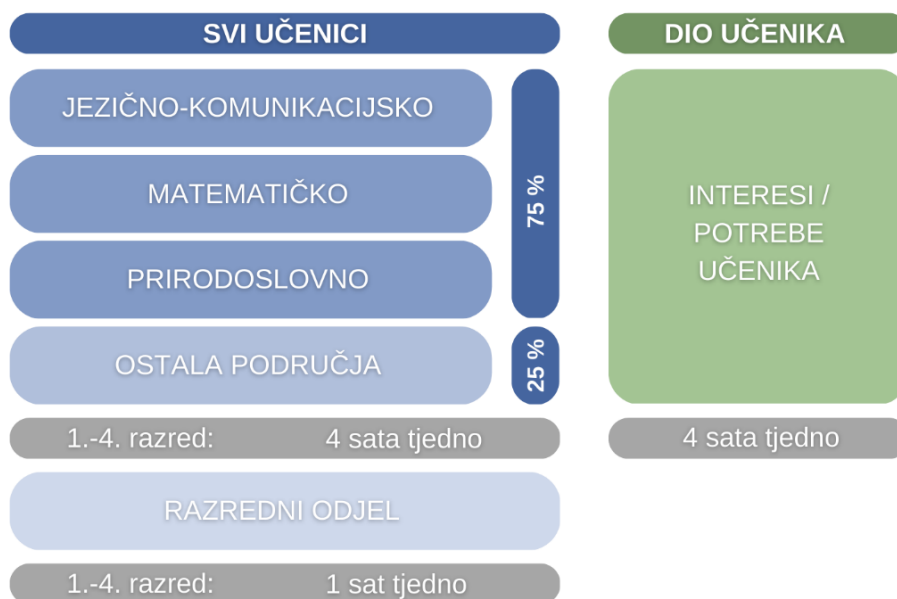 SVI UČENICI
JEZIČNO-KOMUNIKACIJSKO
MATEMATIČKO
PRIRODOSLOVNO
75 %
OSTALA PODRUČJA
25 %
1.-4. razred: 4 sata tjedno
RAZREDNI ODJEL
1.-4. razred: 1 sat tjedno
DIO UČENIKA
INTERESI /
POTREBE
UČENIKA
4 sata tjedno